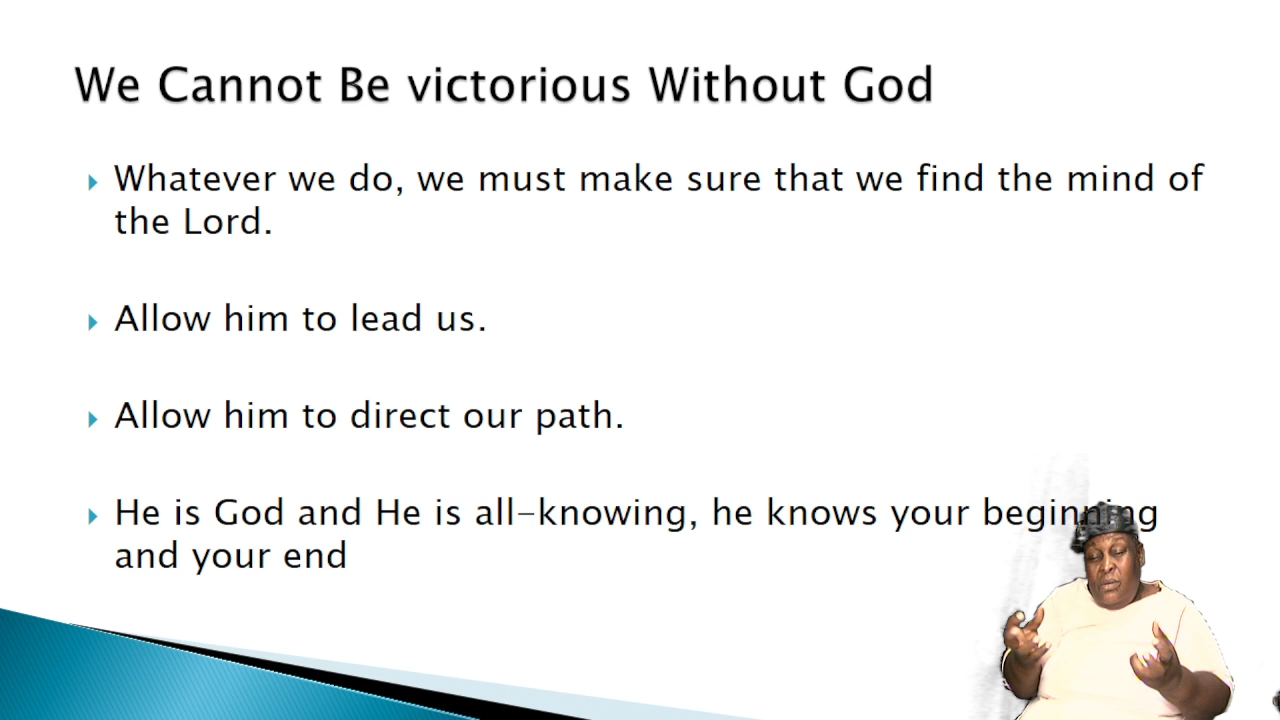 We Cannot Be victorious Without God
Whatever we do, we must make sure that we find the mind of
the Lord.
Allow him to lead us.
Allow him to direct our path.
He is God and He is all-knowing, he knows your beginning
and your end